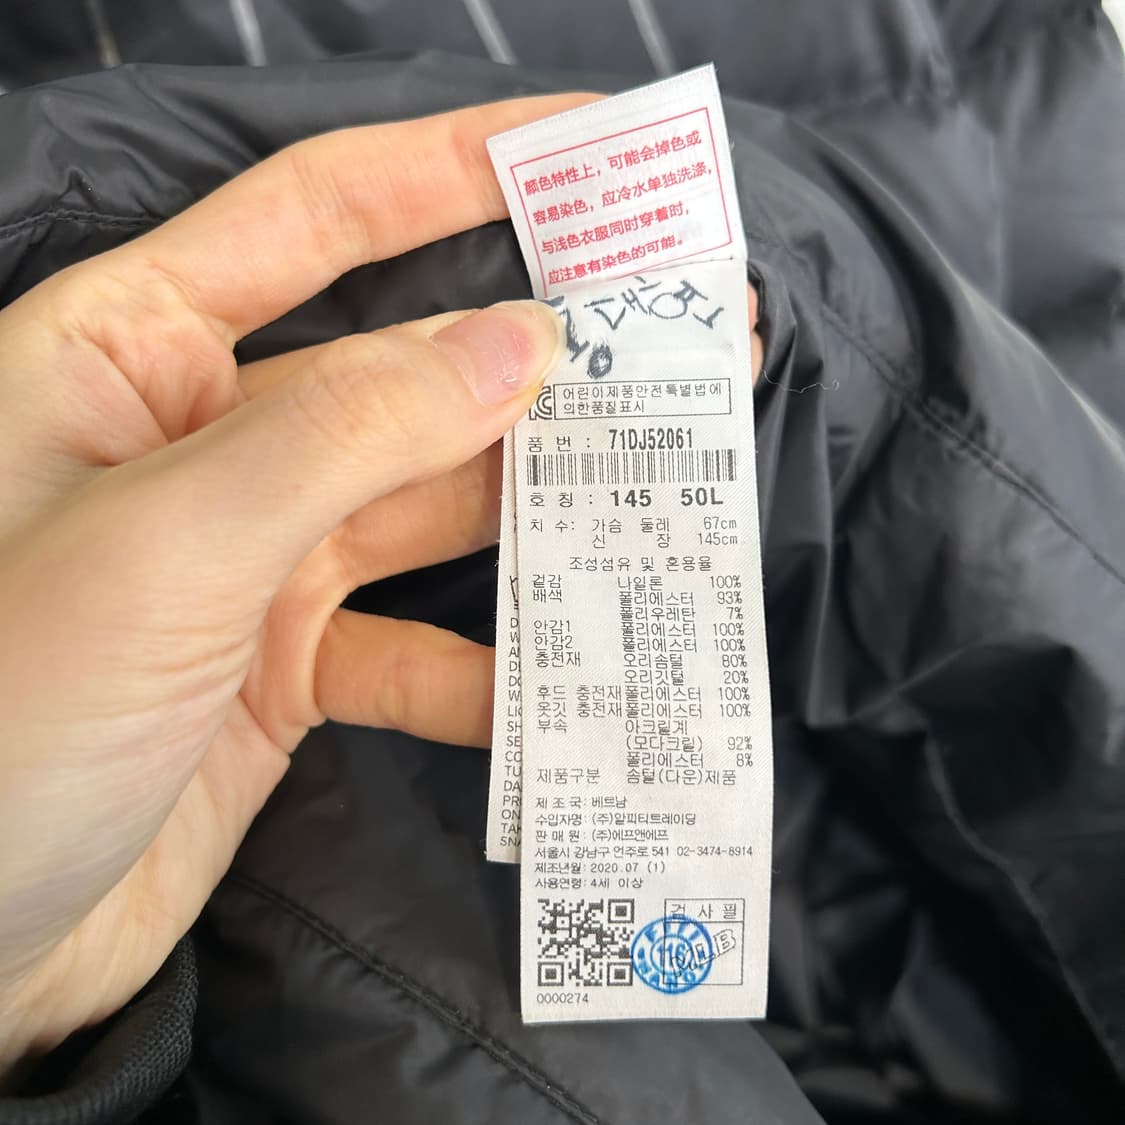 颜色特性上，可能会掉色或
容易染色，应冷水单独洗涤，
与浅色衣服同时穿着时，
应注意有染色的可能。
어린이제품안전특별법에
의한품질표시
품 번 : 71DJ52061
호 칭 : 145 50L
치 수: 가슴 둘레 67cm
신 장 145cm
조성섬유 및 혼용율
겉감 나일론 100%
배색 폴리에스터 93%
폴리우레탄 7%
안감1 폴리에스터 100%
안감2 폴리에스터 100%
충전재 오리솜털 80%
오리깃털 20%
후드 충전재 폴리에스터 100%
옷깃 충전재 폴리에스터 100%
부속 아크릴계
(모다크릴) 92%
폴리에스터 8%
제품구분 솜털(다운)제품
제 조 국: 베트남
수입자명: (주)알피티트레이딩
판 매 원: (주)에프앤에프
서울시 강남구 언주로 541 02-3474-8914
제조년월: 2020.07 (1)
사용연령: 4세 이상
검 사 필
FITI
0000274